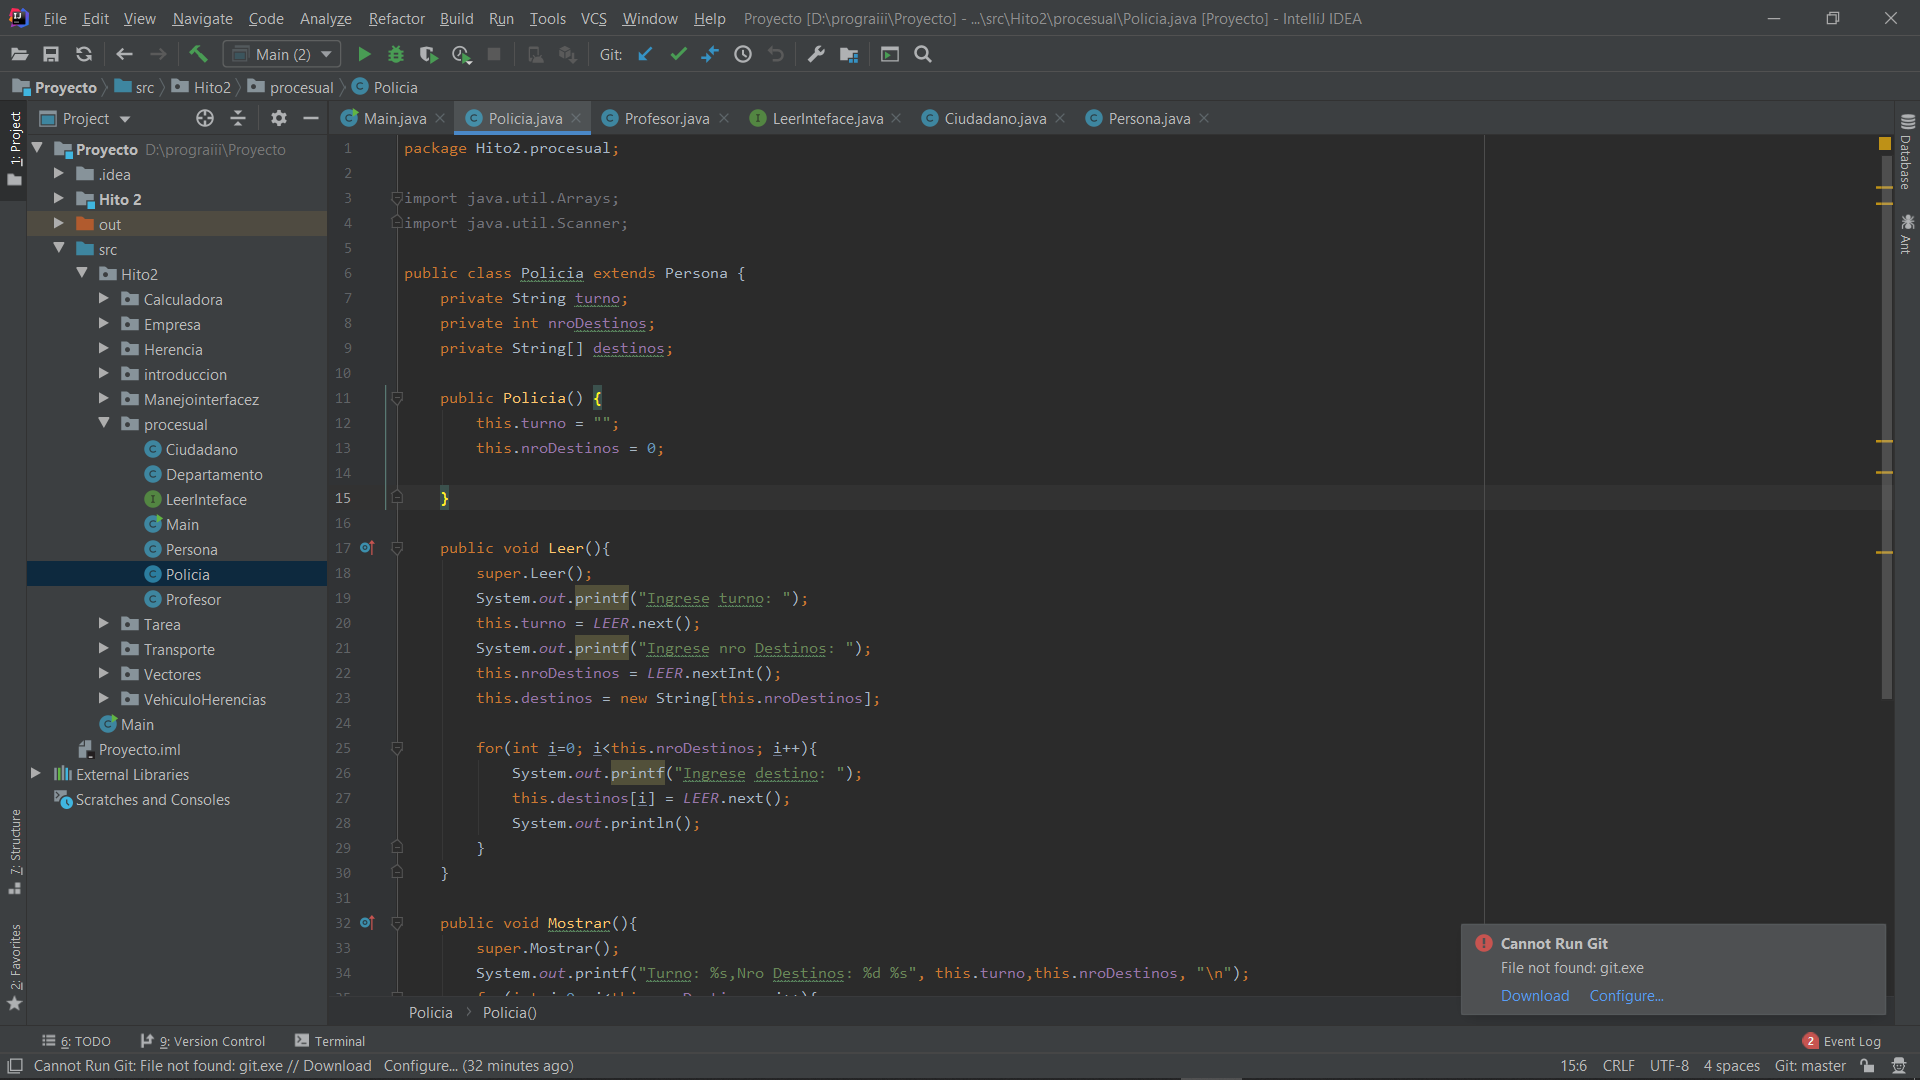 File Edit View Navigate Code Analyze Refactor Build Run Tools VCS Window Help Proyecto [D:\prograiii\Proyecto] - ...\src\Hito2\procesual\Policia.java [Proyecto] - IntelliJ IDEA
Main (2) Git:
Proyecto src Hito2 procesual Policia
1: Project
Project
Main.java Policia.java Profesor.java LeerInteface.java Ciudadano.java Persona.java
Proyecto D:\prograiii\Proyecto
.idea
Hito 2
out
src
Hito2
Calculadora
Empresa
Herencia
introduccion
Manejointerfacez
procesual
Ciudadano
Departamento
LeerInteface
Main
Persona
Policia
Profesor
Tarea
Transporte
Vectores
VehiculoHerencias
Main
Proyecto.iml
External Libraries
Scratches and Consoles
7: Structure
2: Favorites
1 package Hito2.procesual;
2
3 import java.util.Arrays;
4 import java.util.Scanner;
5
6 public class Policia extends Persona {
7 private String turno;
8 private int nroDestinos;
9 private String[] destinos;
10
11 public Policia() {
12 this.turno = "";
13 this.nroDestinos = 0;
14
15 }
16
17 public void Leer(){
18 super.Leer();
19 System.out.printf("Ingrese turno: ");
20 this.turno = LEER.next();
21 System.out.printf("Ingrese nro Destinos: ");
22 this.nroDestinos = LEER.nextInt();
23 this.destinos = new String[this.nroDestinos];
24
25 for(int i=0; i<this.nroDestinos; i++){
26 System.out.printf("Ingrese destino: ");
27 this.destinos[i] = LEER.next();
28 System.out.println();
29 }
30 }
31
32 public void Mostrar(){
33 super.Mostrar();
34 System.out.printf("Turno: %s,Nro Destinos: %d %s", this.turno,this.nroDestinos, "\n");
Policia Policia()
Database
Ant
Cannot Run Git
File not found: git.exe
Download Configure...
6: TODO 9: Version Control Terminal 2 Event Log
Cannot Run Git: File not found: git.exe // Download Configure... (32 minutes ago) 15:6 CRLF UTF-8 4 spaces Git: master